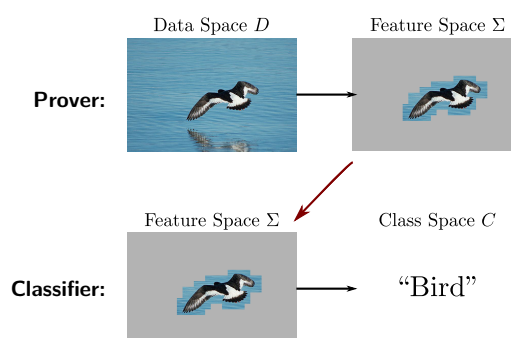 Data Space D
Feature Space Σ
Prover:
Feature Space Σ
Class Space C
Classifier:
“Bird”